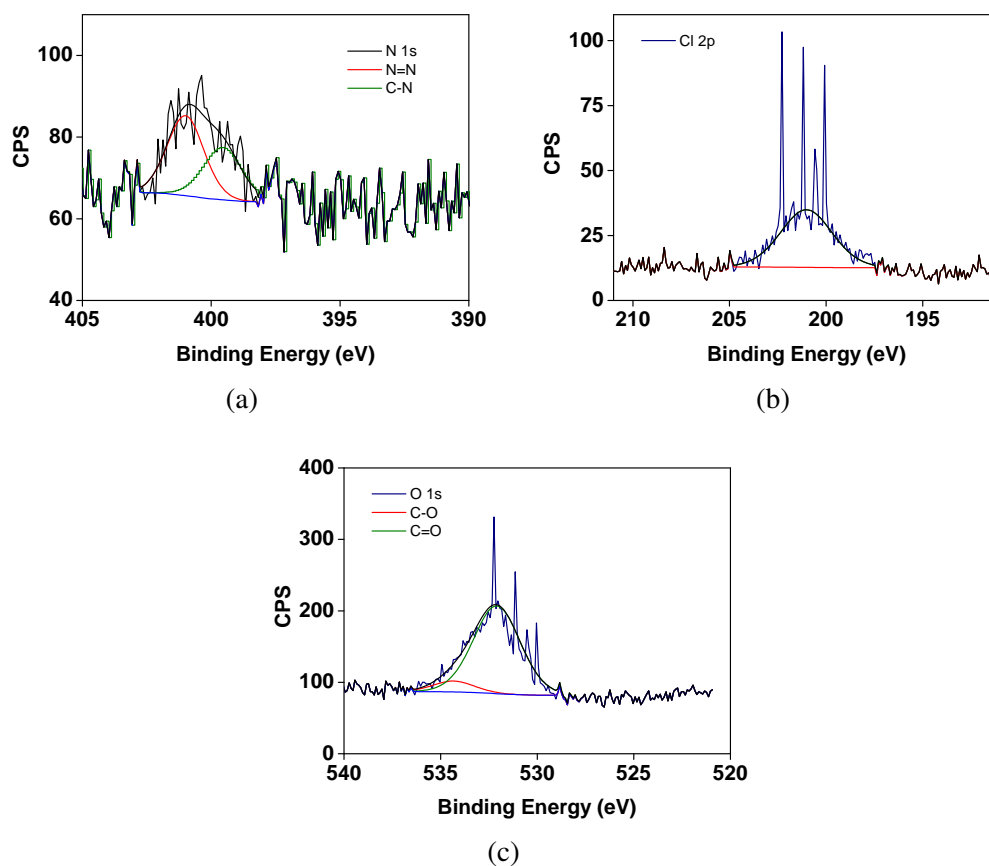 100
80
60
40
405
400
395
390
CPS
Binding Energy (eV)
N 1s
N=N
C-N
(a)
100
75
50
25
0
210
205
200
195
CPS
Binding Energy (eV)
Cl 2p
(b)
400
300
200
100
0
540
535
530
525
520
CPS
Binding Energy (eV)
O 1s
C-O
C=O
(c)